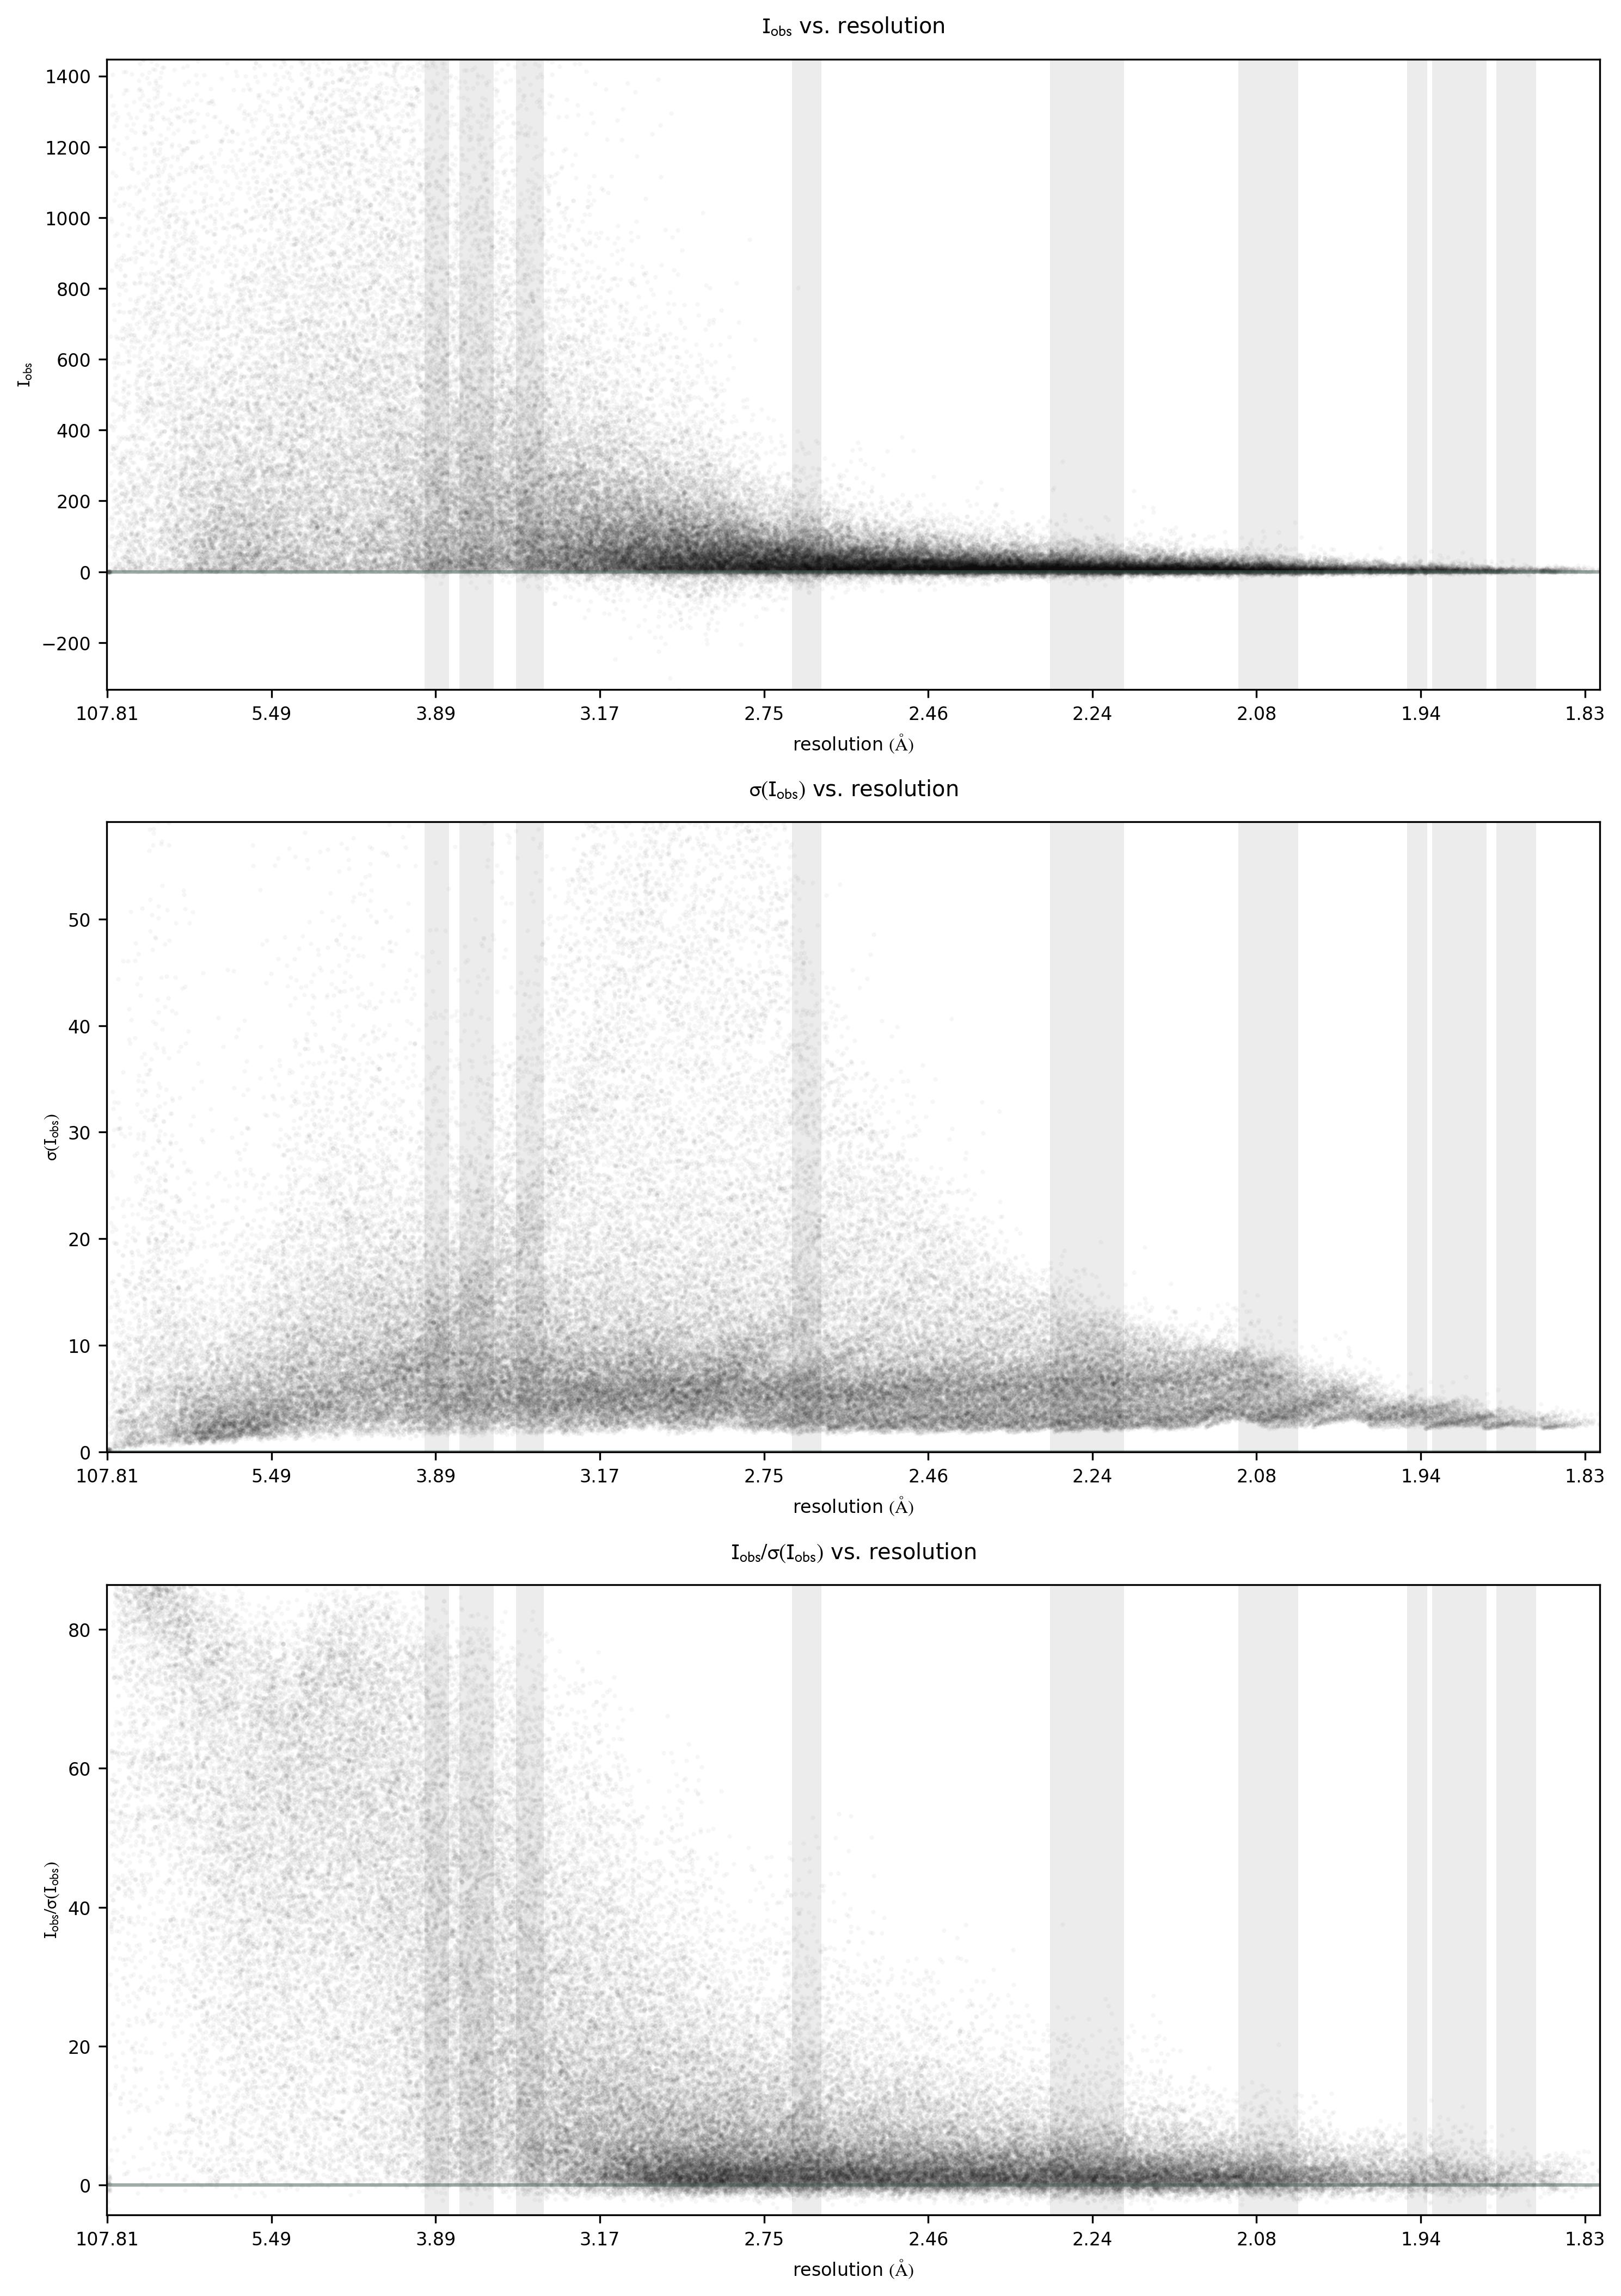 Iobs vs. resolution
1400
1200
1000
800
600
400
200
0
−200
Iobs
107.81 5.49 3.89 3.17 2.75 2.46 2.24 2.08 1.94 1.83
resolution (Å)
σ(Iobs) vs. resolution
50
40
30
20
10
0
σ(Iobs)
107.81 5.49 3.89 3.17 2.75 2.46 2.24 2.08 1.94 1.83
resolution (Å)
Iobs/σ(Iobs) vs. resolution
80
60
40
20
0
Iobs/σ(Iobs)
107.81 5.49 3.89 3.17 2.75 2.46 2.24 2.08 1.94 1.83
resolution (Å)